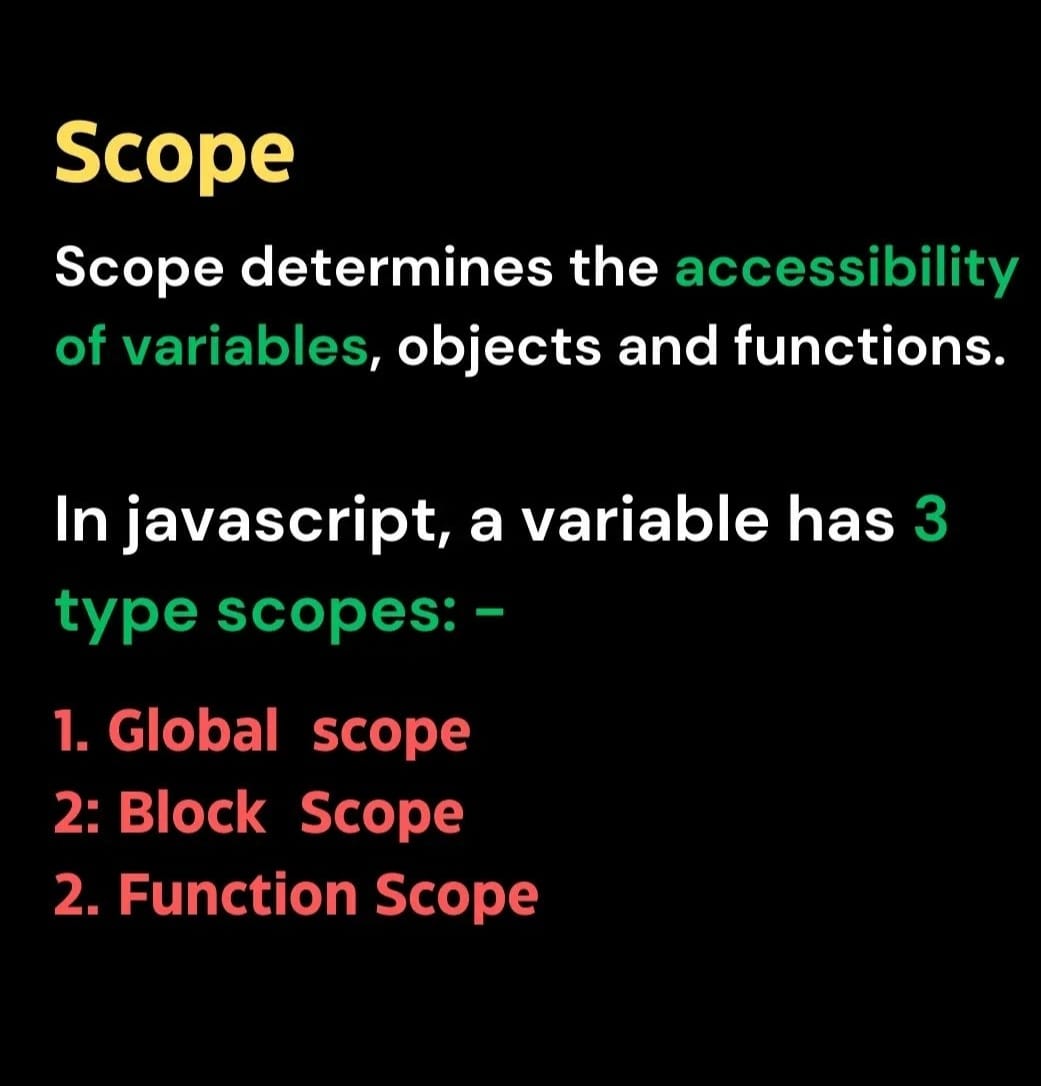 Scope
Scope determines the accessibility
of variables, objects and functions.
In javascript, a variable has 3
type scopes: -
1. Global scope
2: Block Scope
2. Function Scope